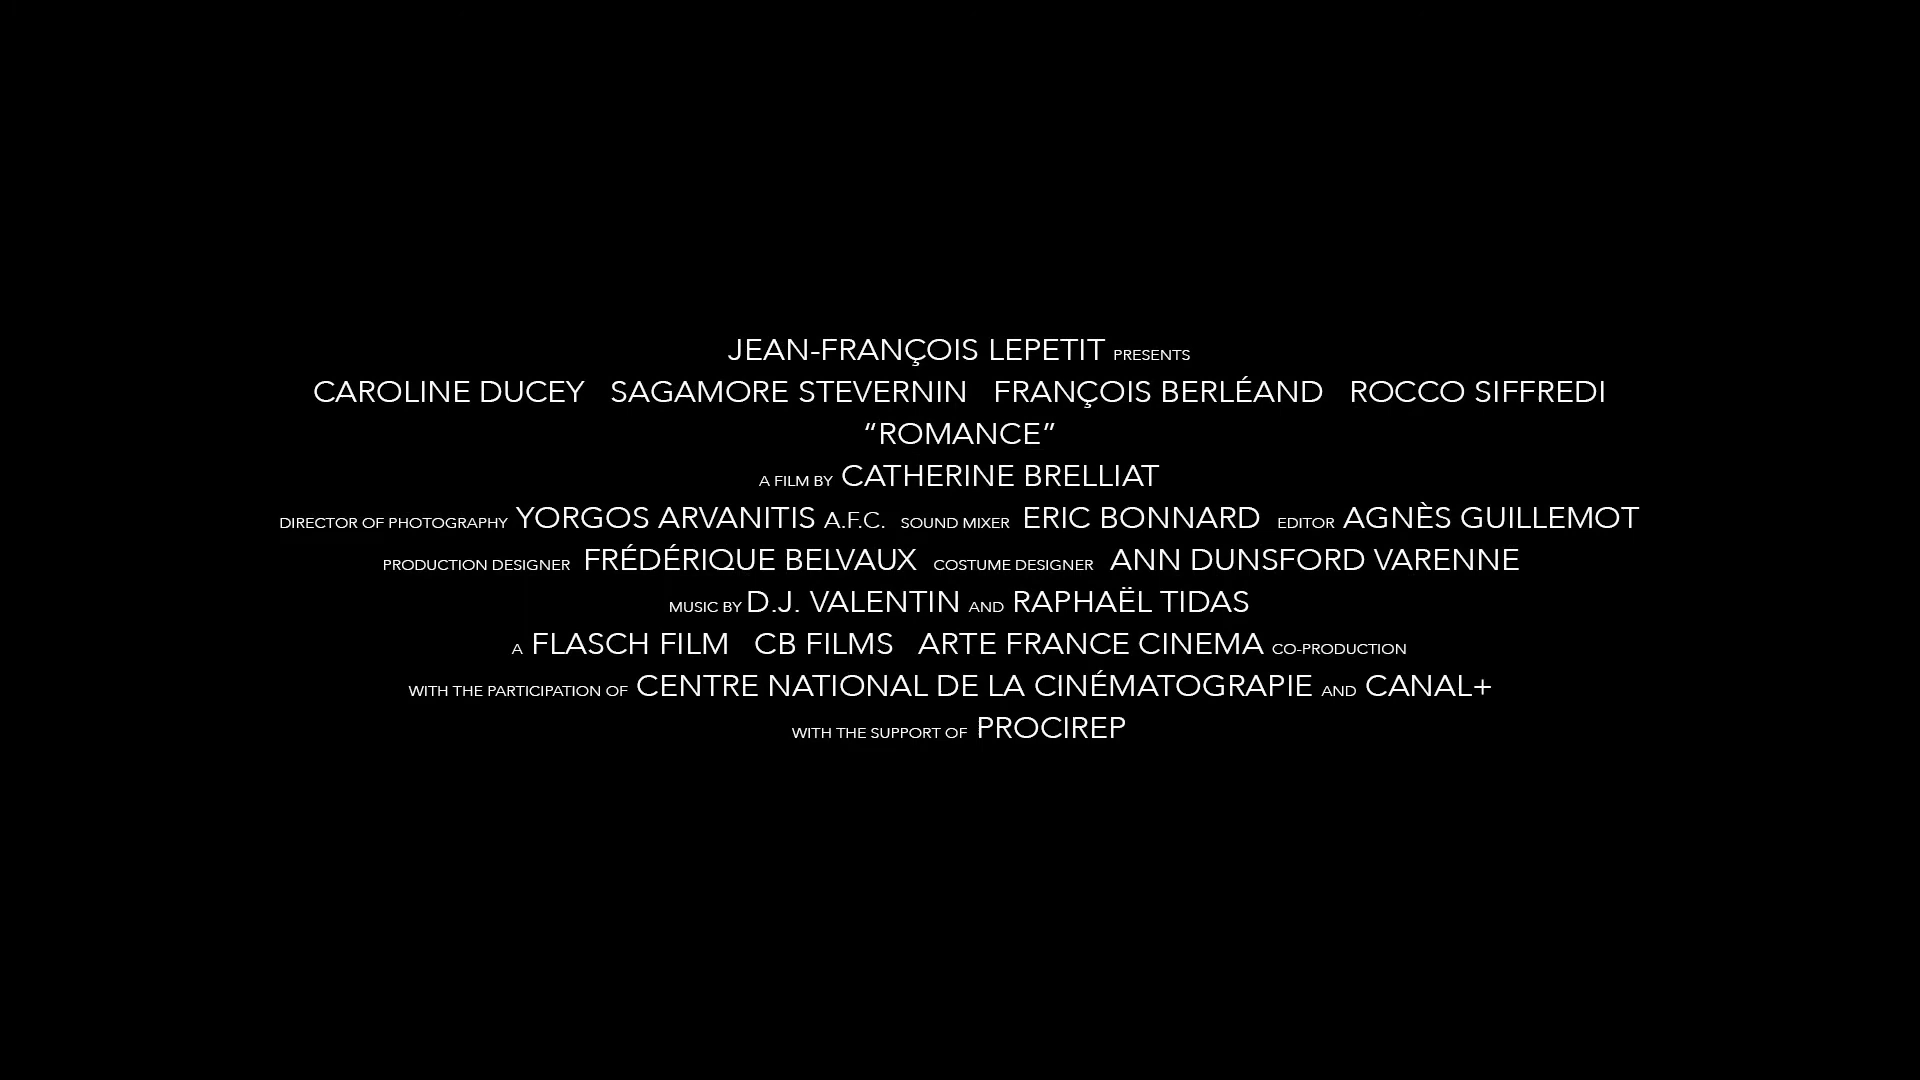 JEAN-FRANÇOIS LEPETIT PRESENTS
CAROLINE DUCEY SAGAMORE STEVERNIN FRANÇOIS BERLÉAND ROCCO SIFFREDI
“ROMANCE”
A FILM BY CATHERINE BRELLIAT
DIRECTOR OF PHOTOGRAPHY YORGOS ARVANITIS A.F.C. SOUND MIXER ERIC BONNARD EDITOR AGNÈS GUILLEMOT
PRODUCTION DESIGNER FRÉDÉRIQUE BELVAUX COSTUME DESIGNER ANN DUNSFORD VARENNE
MUSIC BY D.J. VALENTIN AND RAPHAËL TIDAS
A FLASCH FILM CB FILMS ARTE FRANCE CINEMA CO-PRODUCTION
WITH THE PARTICIPATION OF CENTRE NATIONAL DE LA CINÉMATOGRAPIE AND CANAL+
WITH THE SUPPORT OF PROCIREP